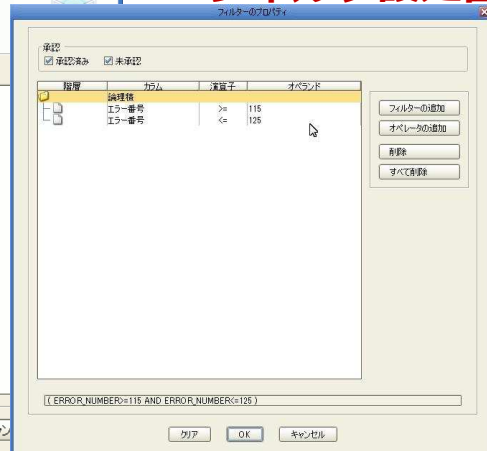 フィルターのプロパティ
承認
承認済み 未承認
階層 カラム 演算子 オペランド
論理積
エラー番号 >= 115
エラー番号 <= 125
フィルターの追加
オペレータの追加
削除
すべて削除
( ERROR_NUMBER>=115 AND ERROR_NUMBER<=125 )
クリア OK キャンセル